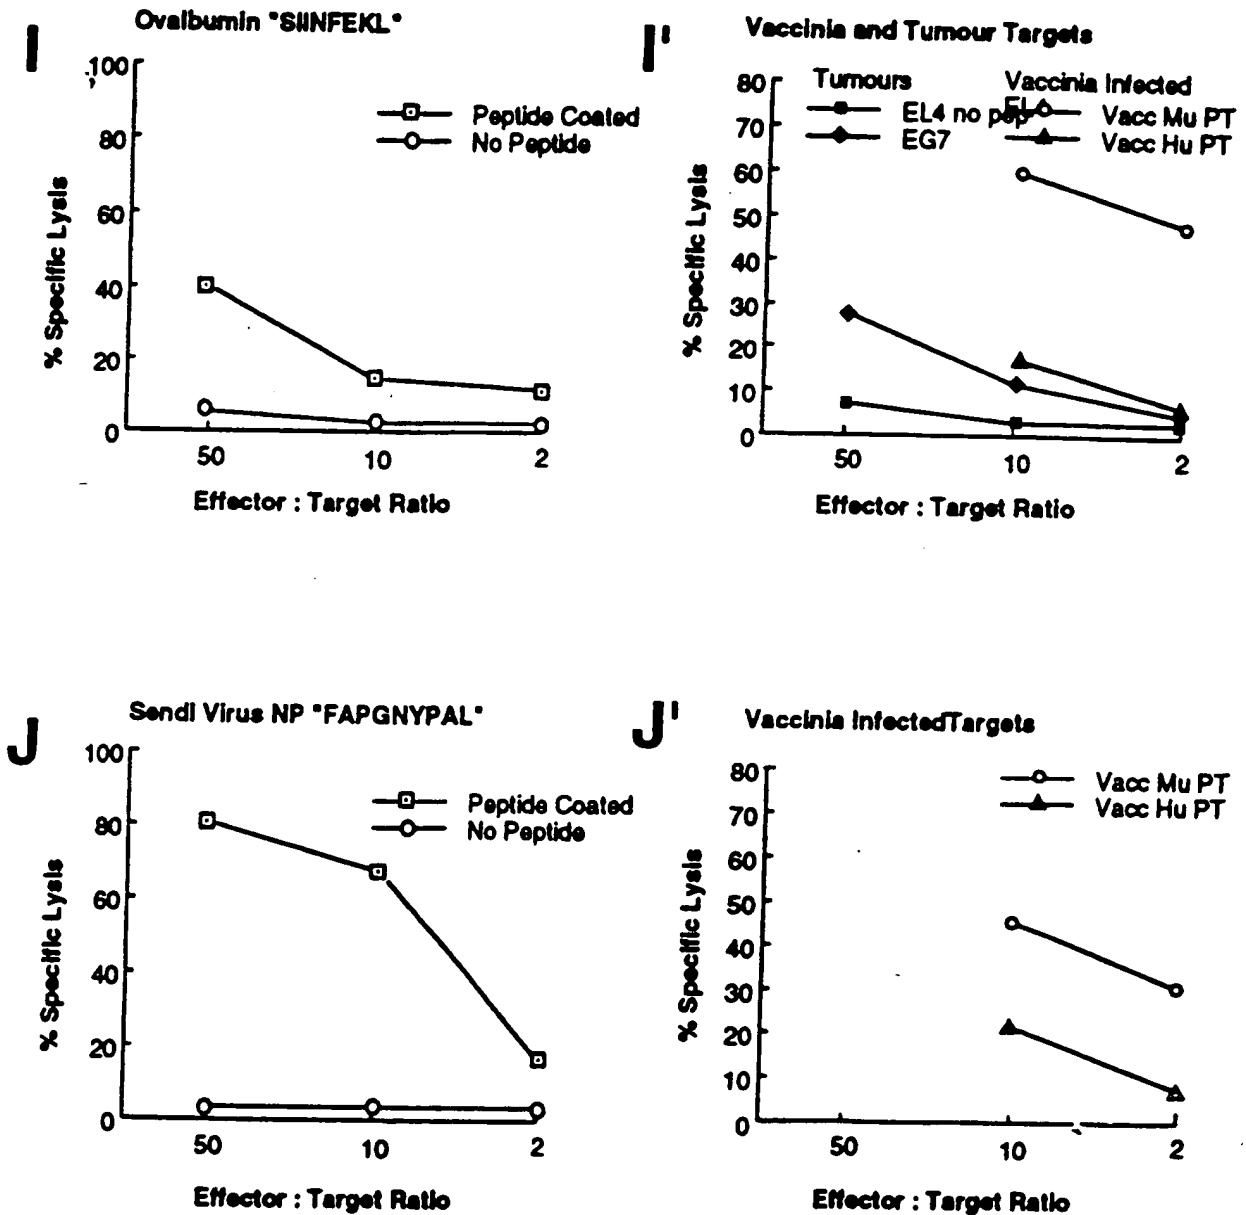 I
Ovalbumin "SIINFEKL"
100
80
60
40
20
0
% Specific Lysis
Peptide Coated
No Peptide
50
10
2
Effector : Target Ratio
I'
Vaccinia and Tumour Targets
Tumours
Vaccinia Infected
EL4 no pep
Vacc Mu PT
EG7
Vacc Hu PT
80
70
60
50
40
30
20
10
0
% Specific Lysis
50
10
2
Effector : Target Ratio
J
Sendi Virus NP "FAPGNYPAL"
100
80
60
40
20
0
% Specific Lysis
Peptide Coated
No Peptide
50
10
2
Effector : Target Ratio
J'
Vaccinia InfectedTargets
80
70
60
50
40
30
20
10
0
% Specific Lysis
Vacc Mu PT
Vacc Hu PT
50
10
2
Effector : Target Ratio